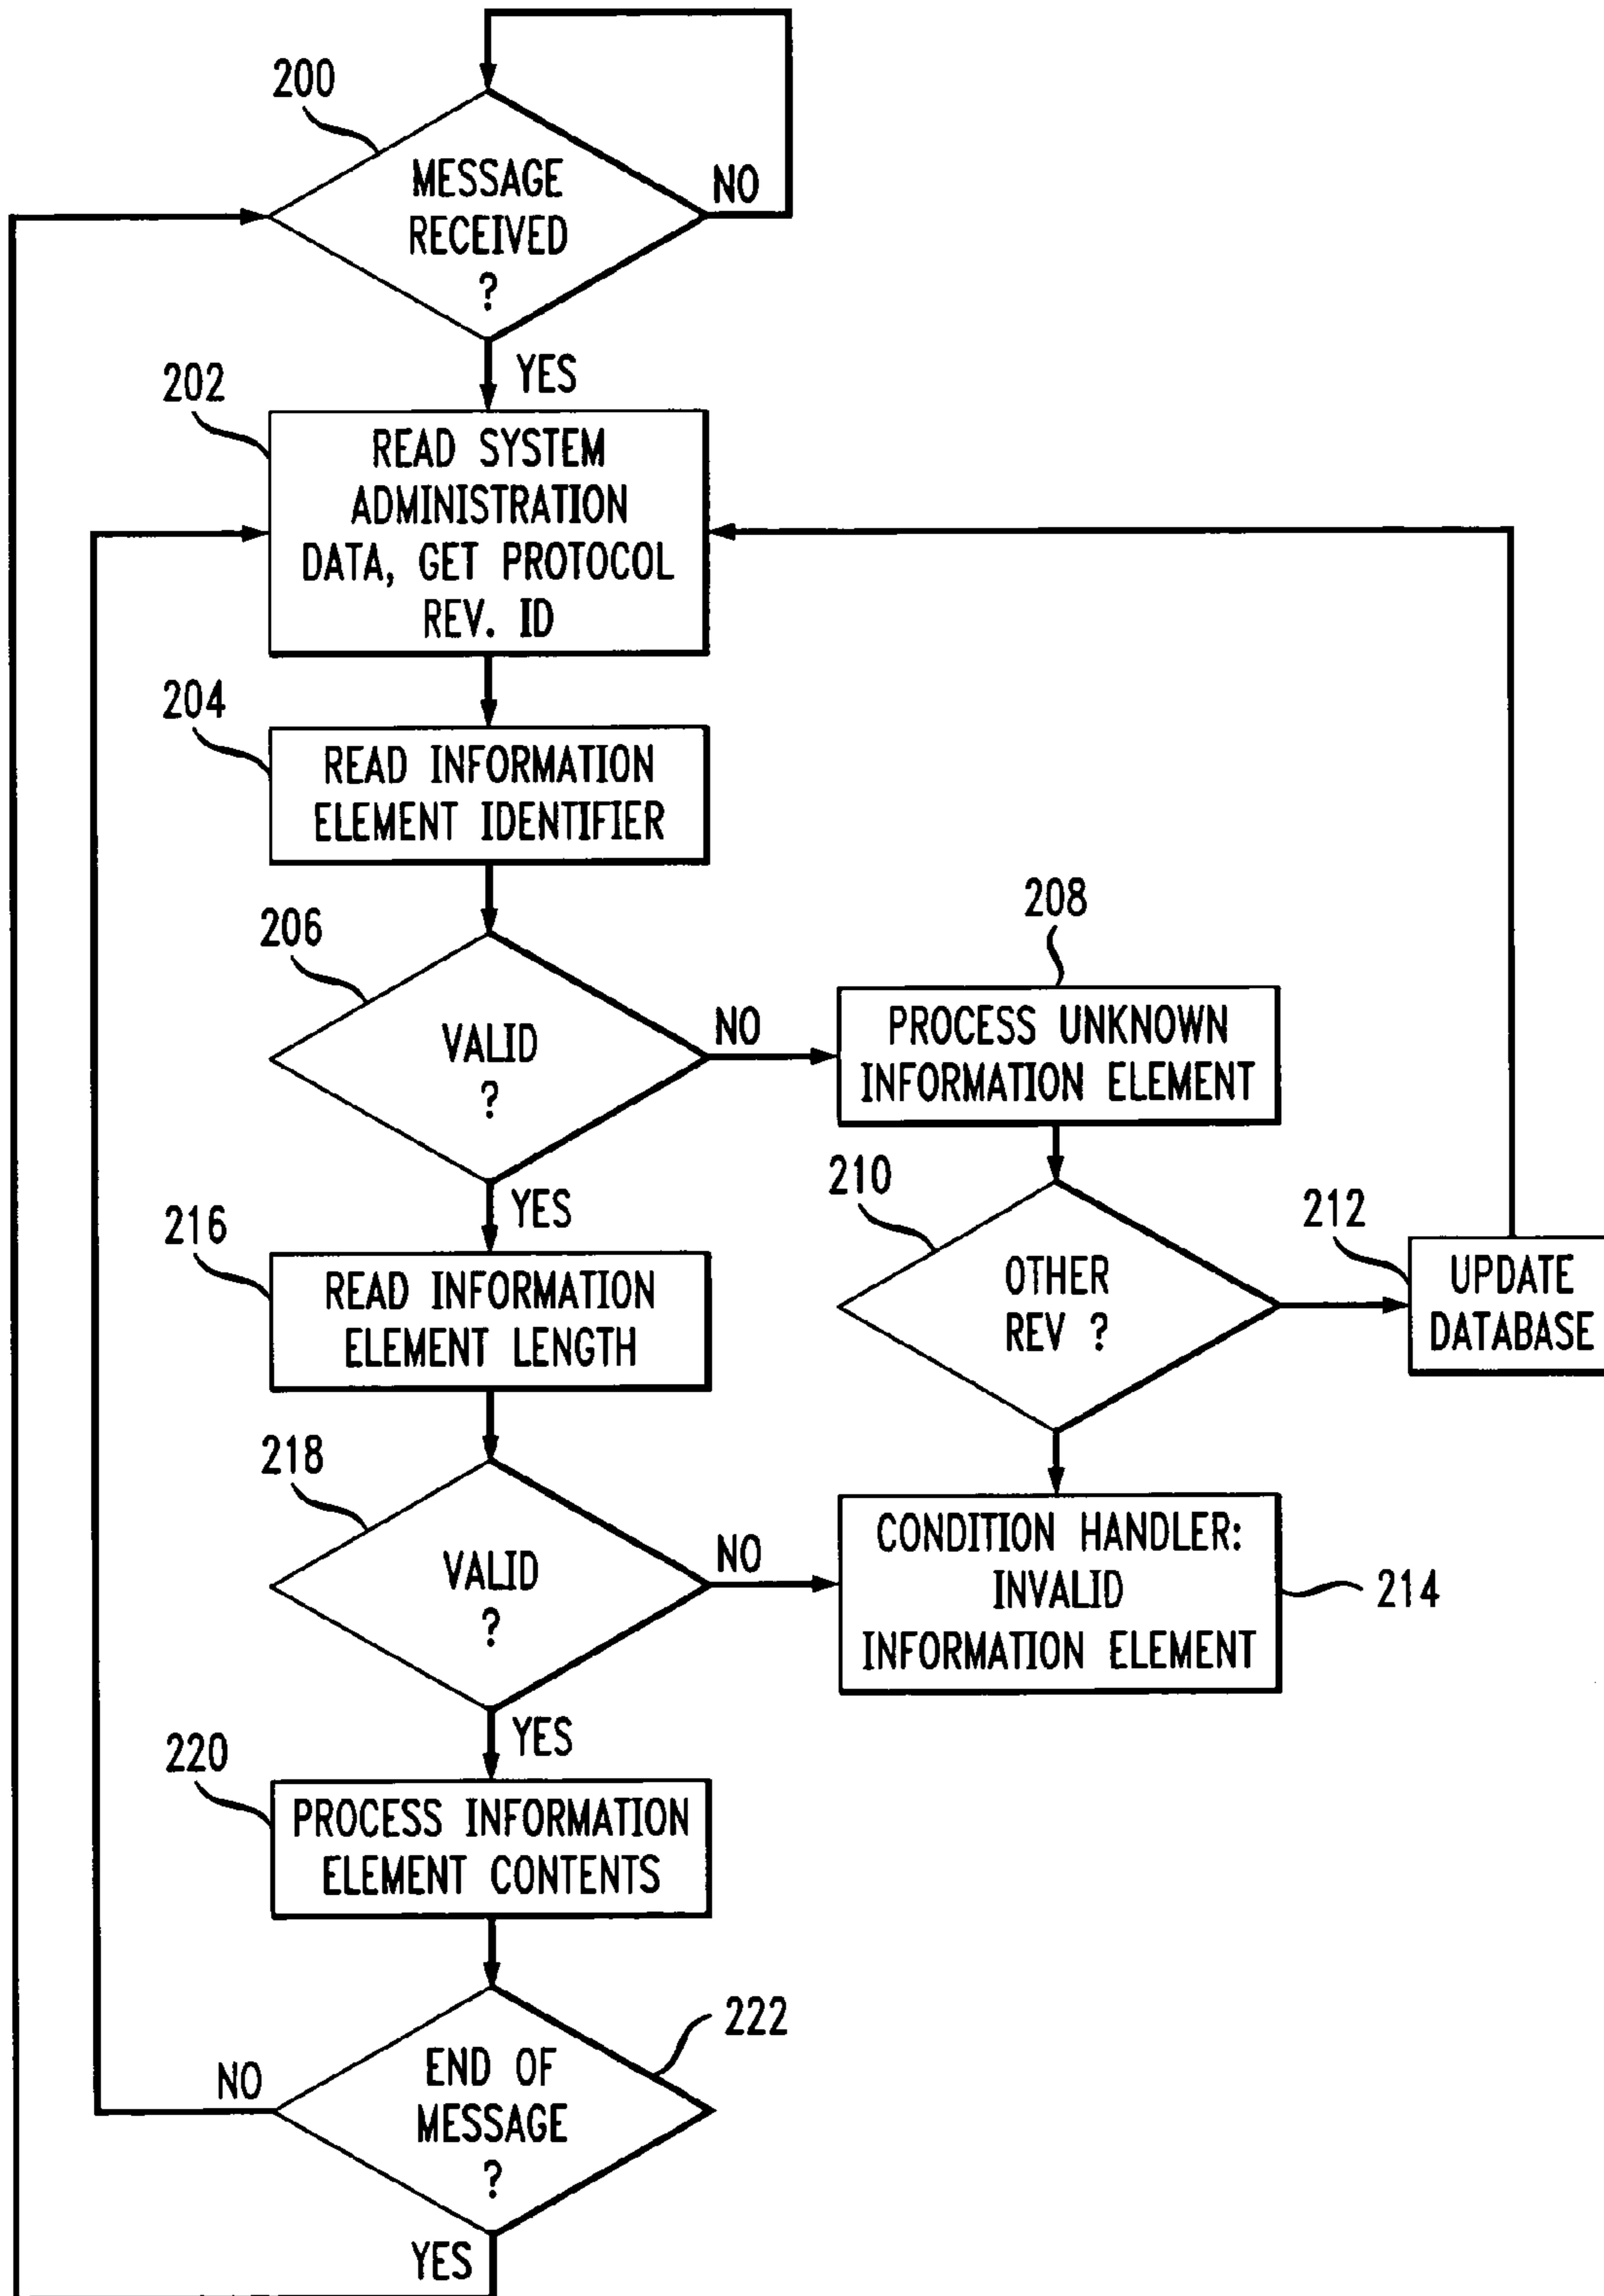 200
MESSAGE
RECEIVED
?
NO
YES
202
READ SYSTEM
ADMINISTRATION
DATA, GET PROTOCOL
REV. ID
204
READ INFORMATION
ELEMENT IDENTIFIER
206
VALID
?
NO
208
PROCESS UNKNOWN
INFORMATION ELEMENT
YES
210
OTHER
REV ?
212
UPDATE
DATABASE
216
READ INFORMATION
ELEMENT LENGTH
218
VALID
?
NO
CONDITION HANDLER:
INVALID
INFORMATION ELEMENT
214
YES
220
PROCESS INFORMATION
ELEMENT CONTENTS
222
END OF
MESSAGE
?
NO
YES